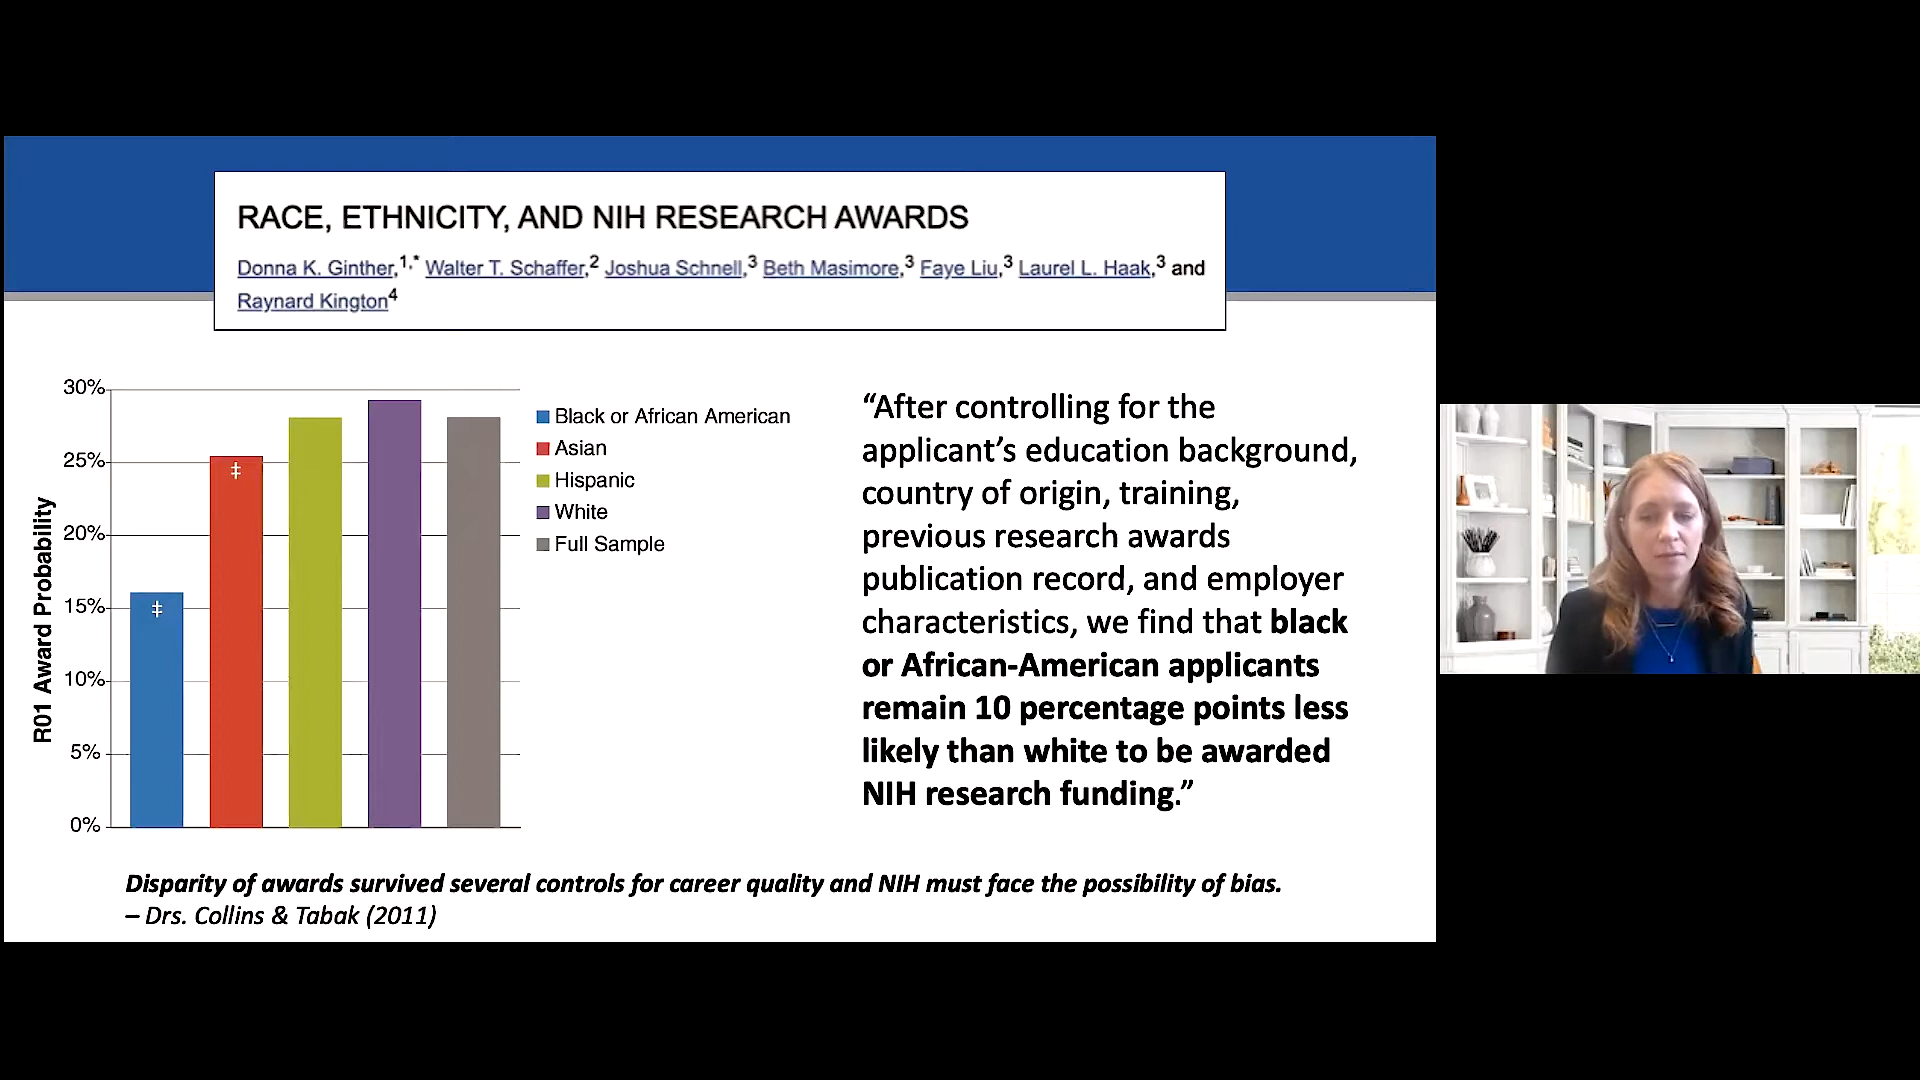 RACE, ETHNICITY, AND NIH RESEARCH AWARDS
Donna K. Ginther,1,* Walter T. Schaffer,2 Joshua Schnell,3 Beth Masimore,3 Faye Liu,3 Laurel L. Haak,3 and
Raynard Kington4
30%
25%
20%
15%
10%
5%
0%
R01 Award Probability
‡
‡
Black or African American
Asian
Hispanic
White
Full Sample
“After controlling for the
applicant’s education background,
country of origin, training,
previous research awards
publication record, and employer
characteristics, we find that black
or African-American applicants
remain 10 percentage points less
likely than white to be awarded
NIH research funding.”
Disparity of awards survived several controls for career quality and NIH must face the possibility of bias.
– Drs. Collins & Tabak (2011)